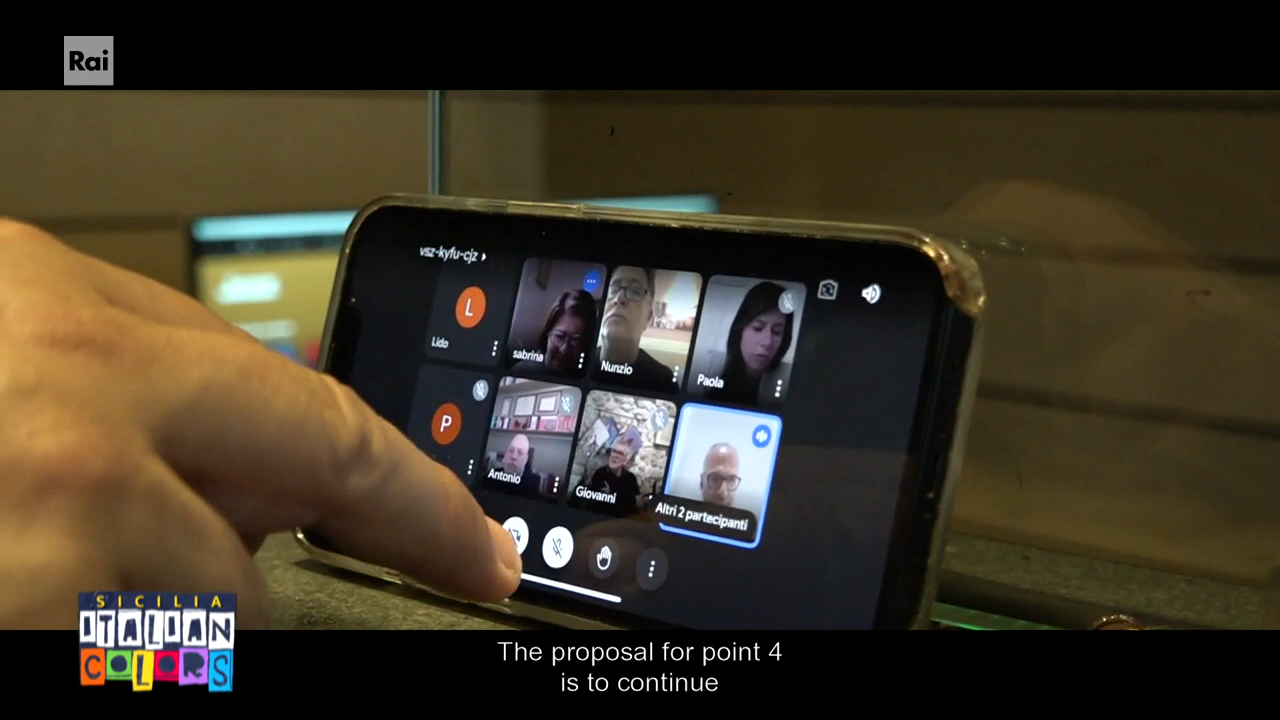 Rai
vsz-kyfu-cjz
L
Lido
sabrina
Nunzio
Paola
P
Antonio
Giovanni
Altri 2 partecipanti
SICILIA
ITALIAN
COLORS
The proposal for point 4
is to continue